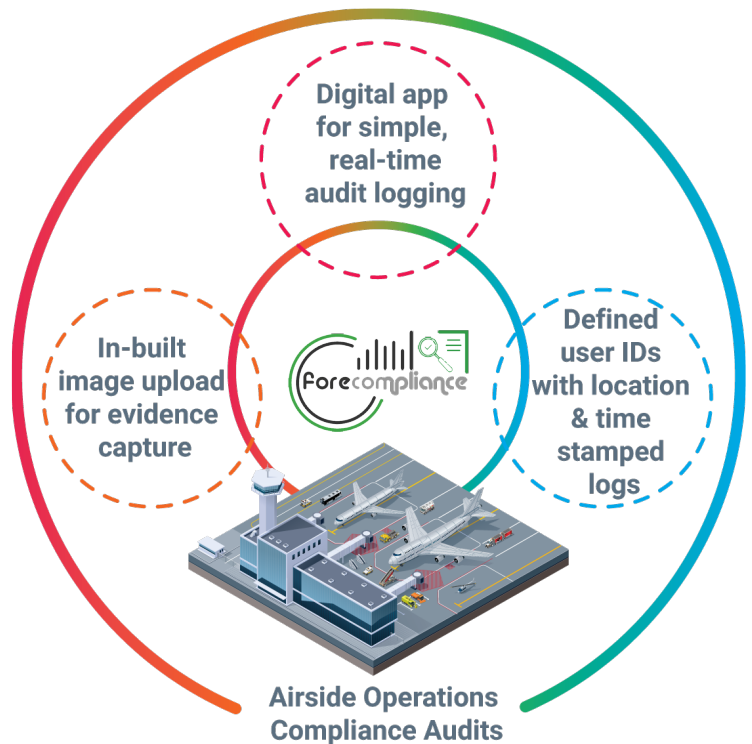 Digital app
for simple,
real-time
audit logging
In-built
image upload
for evidence
capture
forecompliance
Defined
user IDs
with location
& time
stamped
logs
Airside Operations
Compliance Audits